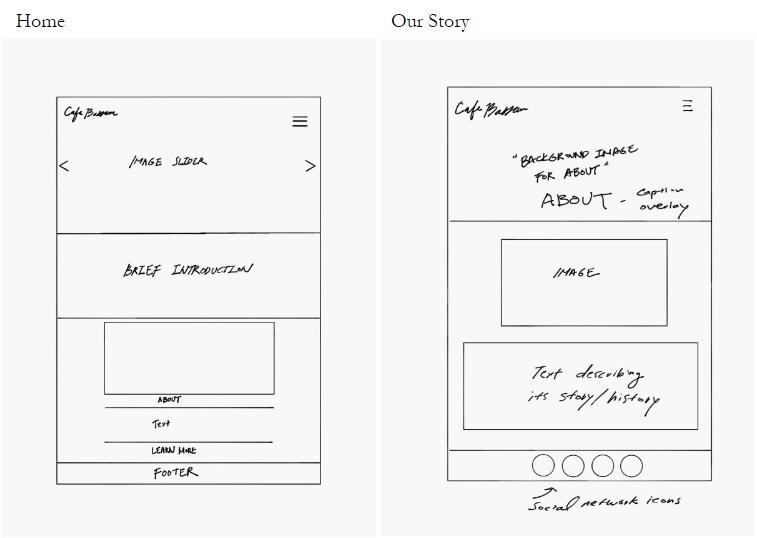 Home
Cafe Bassam
IMAGE SLIDER
BRIEF INTRODUCTION
ABOUT
Text
LEARN MORE
FOOTER
Our Story
Cafe Bassam
"BACKGROUND IMAGE
FOR ABOUT"
ABOUT - caption
overlay
IMAGE
Text describing
its story/history
Social network icons